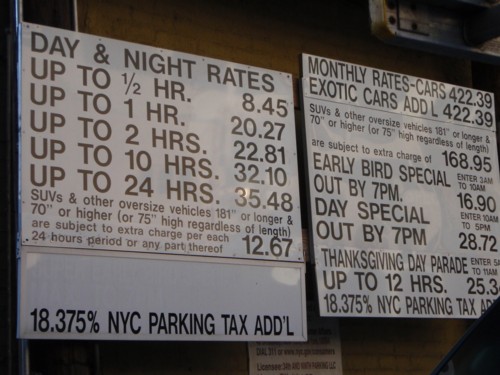 DAY & NIGHT RATES
UP TO ½ HR. 8.45
UP TO 1 HR. 20.27
UP TO 2 HRS. 22.81
UP TO 10 HRS. 32.10
UP TO 24 HRS. 35.48
SUVs & other oversize vehicles 181" or longer &
70" or higher (or 75" high regardless of length)
are subject to extra charge per each
24 hours period or any part thereof 12.67
18.375% NYC PARKING TAX ADD'L
MONTHLY RATES-CARS 422.39
EXOTIC CARS ADD'L 422.39
SUVs & other oversize vehicles 181" or longer &
70" or higher (or 75" high regardless of length)
are subject to extra charge of 168.95
EARLY BIRD SPECIAL ENTER 3AM TO 10AM
OUT BY 7PM. 16.90
DAY SPECIAL ENTER 10AM TO 5PM
OUT BY 7PM 28.72
THANKSGIVING DAY PARADE ENTER TO 11AM
UP TO 12 HRS. 25.3
18.375% NYC PARKING TAX
DIAL 311 or